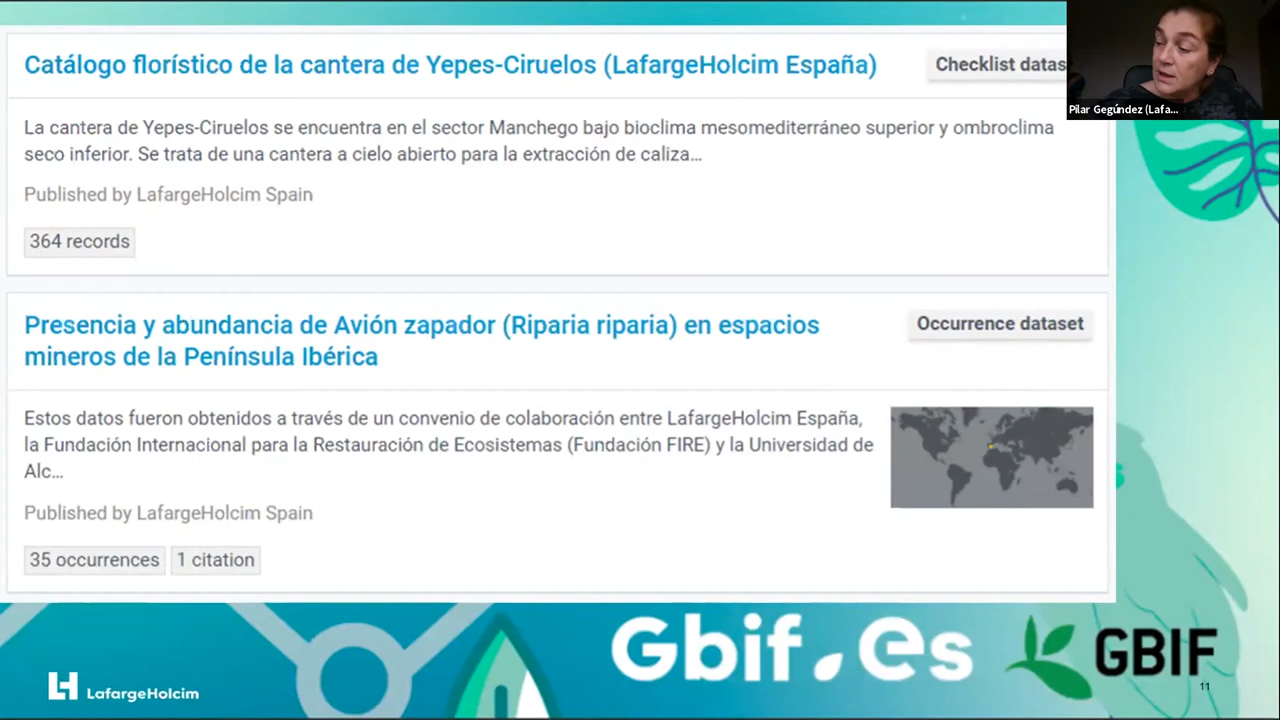 Catálogo florístico de la cantera de Yepes-Ciruelos (LafargeHolcim España)
Checklist datas
Pilar Gegúndez (Lafa...
La cantera de Yepes-Ciruelos se encuentra en el sector Manchego bajo bioclima mesomediterráneo superior y ombroclima
seco inferior. Se trata de una cantera a cielo abierto para la extracción de caliza...
Published by LafargeHolcim Spain
364 records
Presencia y abundancia de Avión zapador (Riparia riparia) en espacios
mineros de la Península Ibérica
Occurrence dataset
Estos datos fueron obtenidos a través de un convenio de colaboración entre LafargeHolcim España,
la Fundación Internacional para la Restauración de Ecosistemas (Fundación FIRE) y la Universidad de
Alc...
Published by LafargeHolcim Spain
35 occurrences
1 citation
Gbif.es
GBIF
LafargeHolcim
11